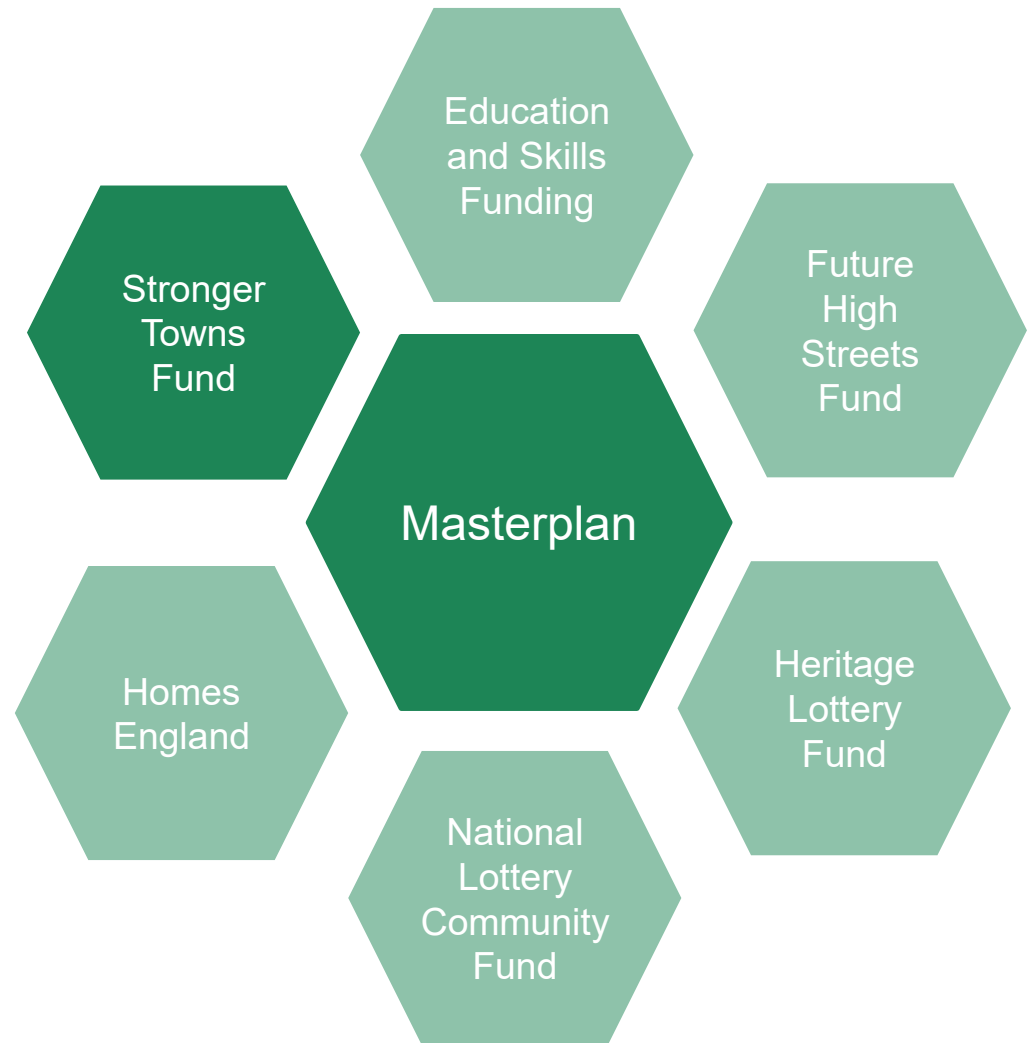 Education
and Skills
Funding
Stronger
Towns
Fund
Future
High
Streets
Fund
Masterplan
Homes
England
Heritage
Lottery
Fund
National
Lottery
Community
Fund